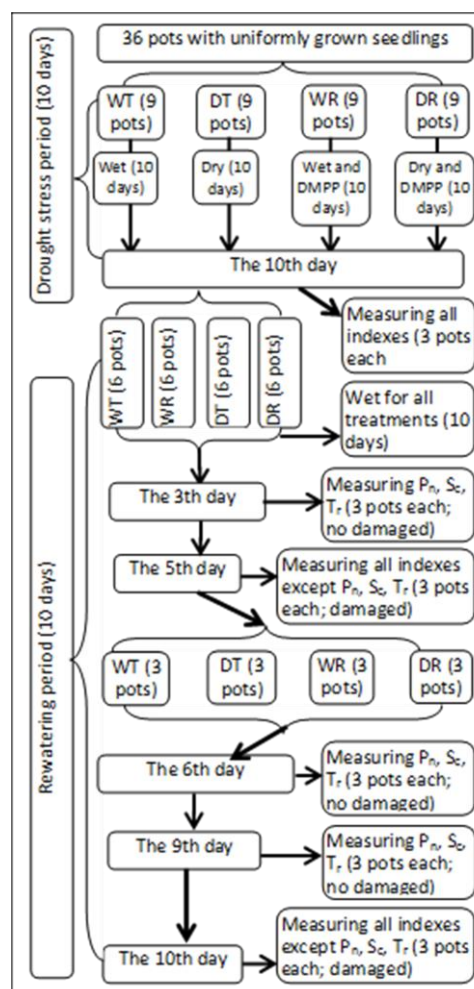 36 pots with uniformly grown seedlings
Drought stress period (10 days)
WT (9
pots)
DT (9
pots)
WR (9
pots)
DR (9
pots)
Wet (10
days)
Dry (10
days)
Wet and
DMPP (10
days)
Dry and
DMPP (10
days)
The 10th day
Measuring all
indexes (3 pots
each
WT (6 pots)
WR (6 pots)
DT (6 pots)
DR (6 pots)
Wet for all
treatments (10
days)
Rewatering period (10 days)
The 3th day
Measuring Pn, Sc,
Tr (3 pots each;
no damaged)
The 5th day
Measuring all indexes
except Pn, Sc, Tr (3 pots
each; damaged)
WT (3
pots)
DT (3
pots)
WR (3
pots)
DR (3
pots)
The 6th day
Measuring Pn, Sc,
Tr (3 pots each;
no damaged)
The 9th day
Measuring Pn, Sc,
Tr (3 pots each;
no damaged)
The 10th day
Measuring all indexes
except Pn, Sc, Tr (3 pots
each; damaged)